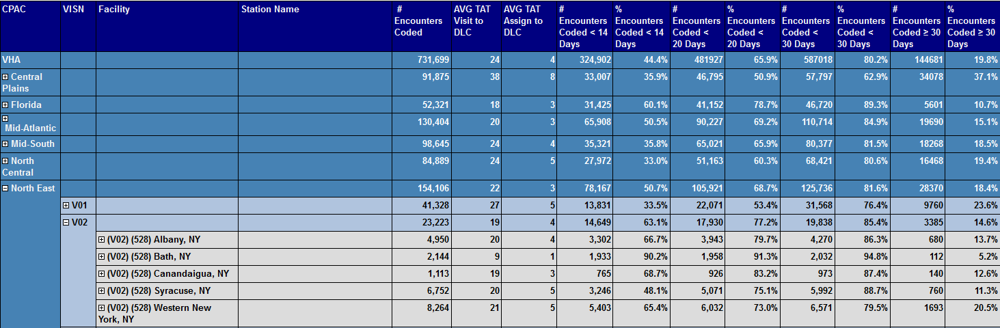 CPAC VISN Facility Station Name # Encounters Coded AVG TAT Visit to DLC AVG TAT Assign to DLC # Encounters Coded < 14 Days % Encounters Coded < 14 Days # Encounters Coded < 20 Days % Encounters Coded < 20 Days # Encounters Coded < 30 Days % Encounters Coded < 30 Days # Encounters Coded ≥ 30 Days % Encounters Coded ≥ 30 Days
VHA 731,699 24 4 324,902 44.4% 481927 65.9% 587018 80.2% 144681 19.8%
Central Plains 91,875 38 8 33,007 35.9% 46,795 50.9% 57,797 62.9% 34078 37.1%
Florida 52,321 18 3 31,425 60.1% 41,152 78.7% 46,720 89.3% 5601 10.7%
Mid-Atlantic 130,404 20 3 65,908 50.5% 90,227 69.2% 110,714 84.9% 19690 15.1%
Mid-South 98,645 24 4 35,321 35.8% 65,021 65.9% 80,377 81.5% 18268 18.5%
North Central 84,889 24 5 27,972 33.0% 51,163 60.3% 68,421 80.6% 16468 19.4%
North East 154,106 22 3 78,167 50.7% 105,921 68.7% 125,736 81.6% 28370 18.4%
V01 41,328 27 5 13,831 33.5% 22,071 53.4% 31,568 76.4% 9760 23.6%
V02 23,223 19 4 14,649 63.1% 17,930 77.2% 19,838 85.4% 3385 14.6%
(V02) (528) Albany, NY 4,950 20 4 3,302 66.7% 3,943 79.7% 4,270 86.3% 680 13.7%
(V02) (528) Bath, NY 2,144 9 1 1,933 90.2% 1,958 91.3% 2,032 94.8% 112 5.2%
(V02) (528) Canandaigua, NY 1,113 19 3 765 68.7% 926 83.2% 973 87.4% 140 12.6%
(V02) (528) Syracuse, NY 6,752 20 5 3,246 48.1% 5,071 75.1% 5,992 88.7% 760 11.3%
(V02) (528) Western New York, NY 8,264 21 5 5,403 65.4% 6,032 73.0% 6,571 79.5% 1693 20.5%